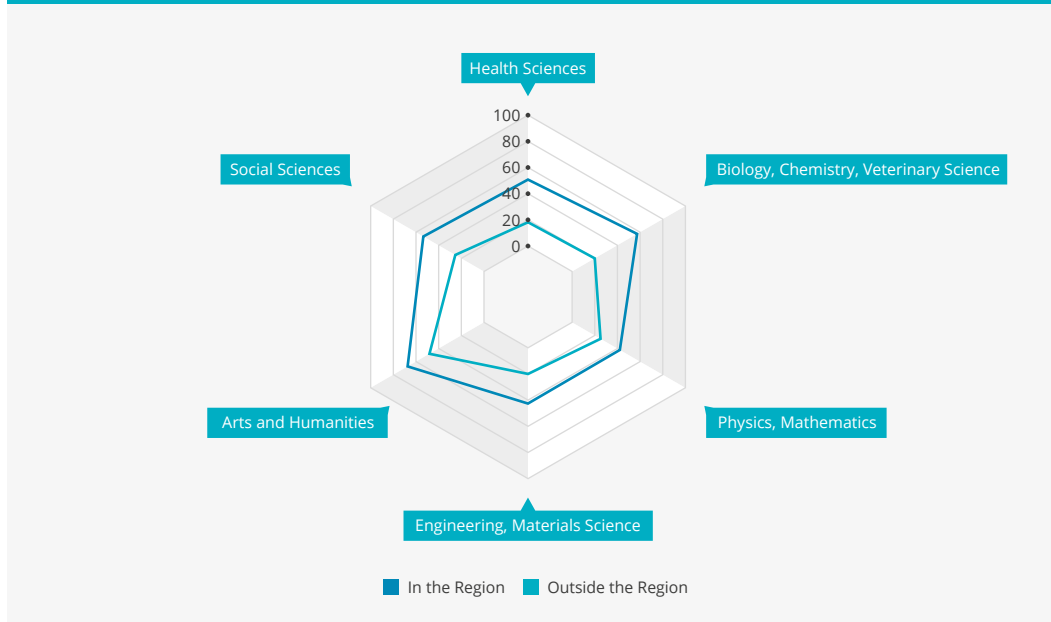 Health Sciences
100
80
60
40
20
0
Social Sciences
Biology, Chemistry, Veterinary Science
Arts and Humanities
Physics, Mathematics
Engineering, Materials Science
In the Region
Outside the Region